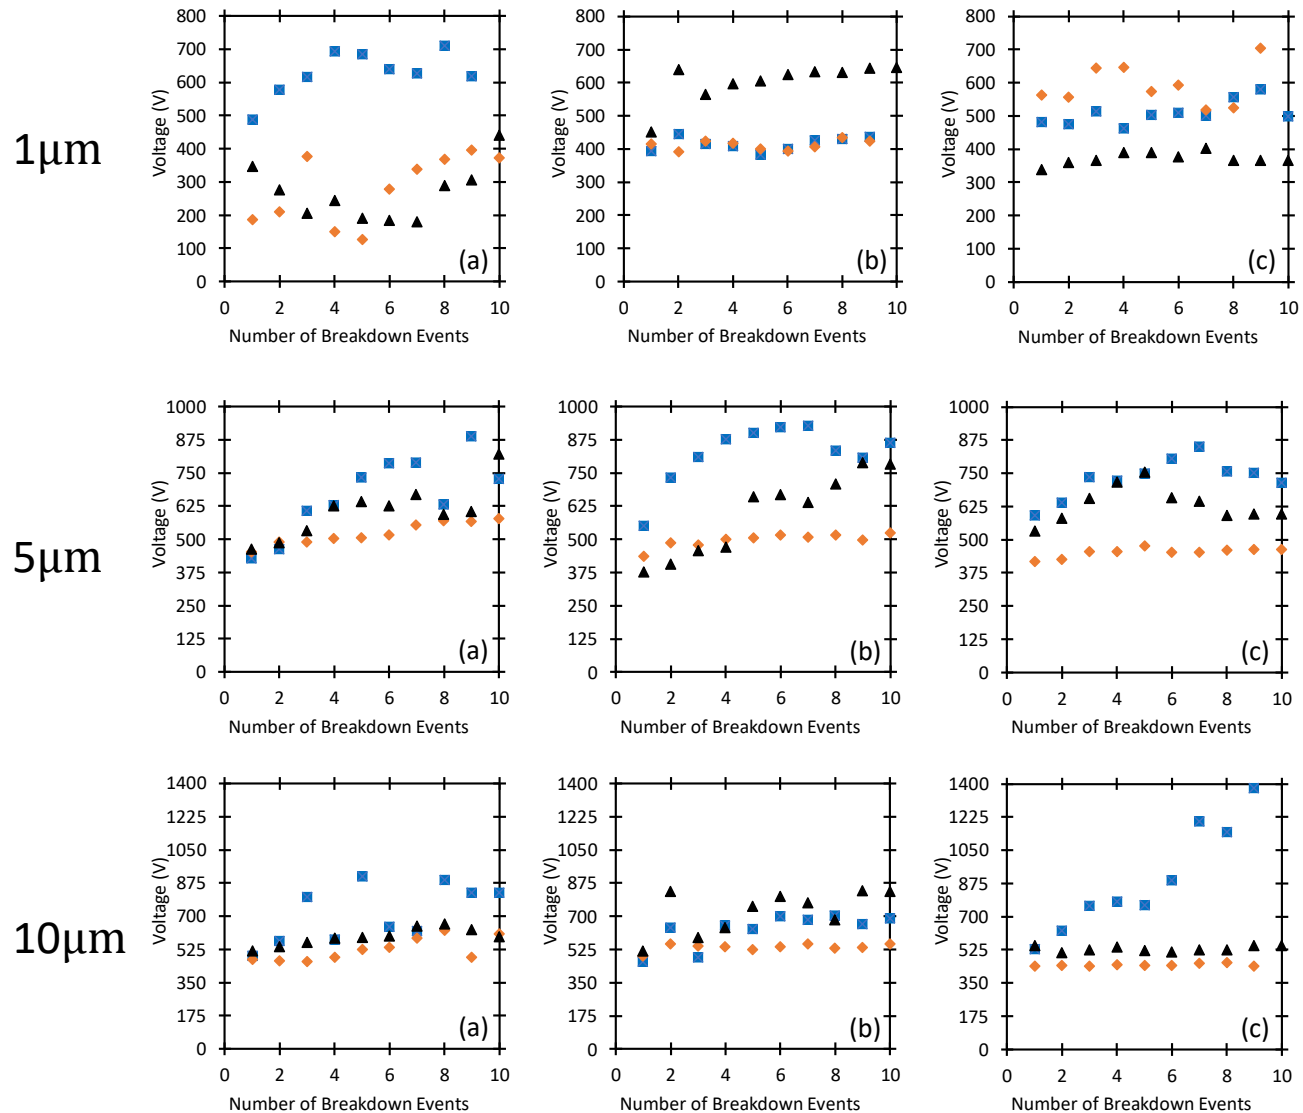 1μm
800
700
600
500
400
300
200
100
0
Voltage (V)
0 2 4 6 8 10
Number of Breakdown Events
(a)
800
700
600
500
400
300
200
100
0
Voltage (V)
0 2 4 6 8 10
Number of Breakdown Events
(b)
800
700
600
500
400
300
200
100
0
Voltage (V)
0 2 4 6 8 10
Number of Breakdown Events
(c)
5μm
1000
875
750
625
500
375
250
125
0
Voltage (V)
0 2 4 6 8 10
Number of Breakdown Events
(a)
1000
875
750
625
500
375
250
125
0
Voltage (V)
0 2 4 6 8 10
Number of Breakdown Events
(b)
1000
875
750
625
500
375
250
125
0
Voltage (V)
0 2 4 6 8 10
Number of Breakdown Events
(c)
10μm
1400
1225
1050
875
700
525
350
175
0
Voltage (V)
0 2 4 6 8 10
Number of Breakdown Events
(a)
1400
1225
1050
875
700
525
350
175
0
Voltage (V)
0 2 4 6 8 10
Number of Breakdown Events
(b)
1400
1225
1050
875
700
525
350
175
0
Voltage (V)
0 2 4 6 8 10
Number of Breakdown Events
(c)